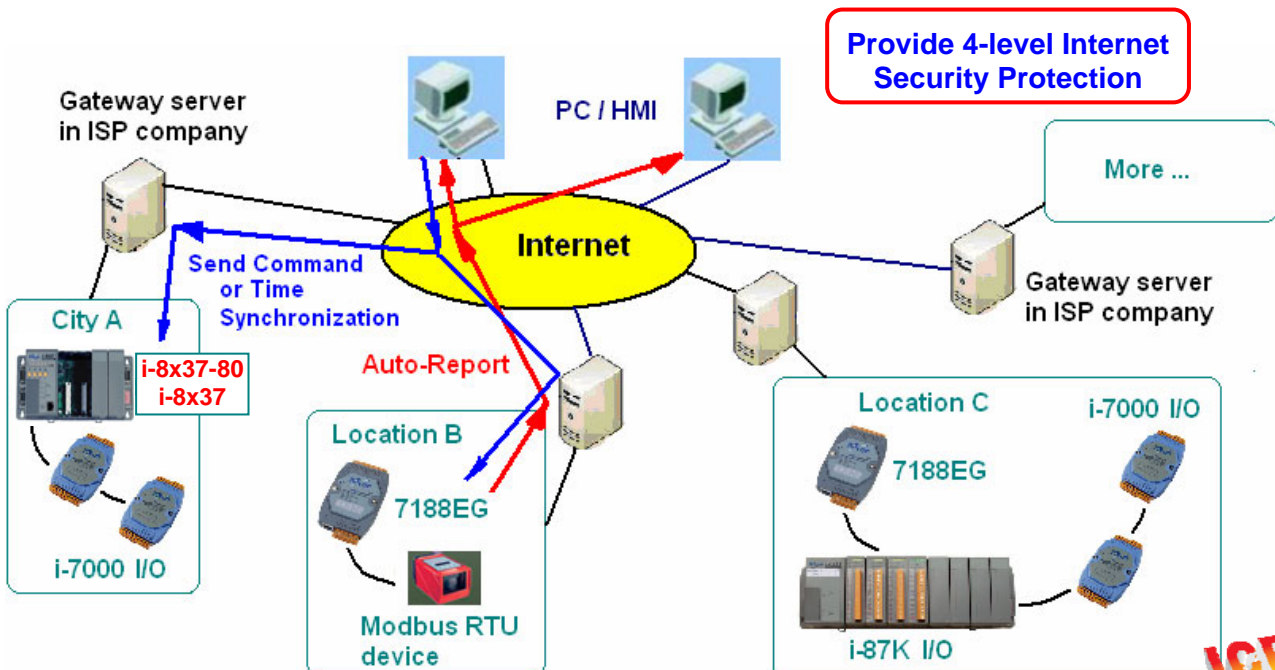 Provide 4-level Internet
Security Protection
Gateway server
in ISP company
PC / HMI
More ...
Internet
Send Command
or Time
Synchronization
Gateway server
in ISP company
City A
i-8x37-80
i-8x37
Auto-Report
i-7000 I/O
Location B
7188EG
Modbus RTU
device
Location C
i-7000 I/O
7188EG
i-87K I/O